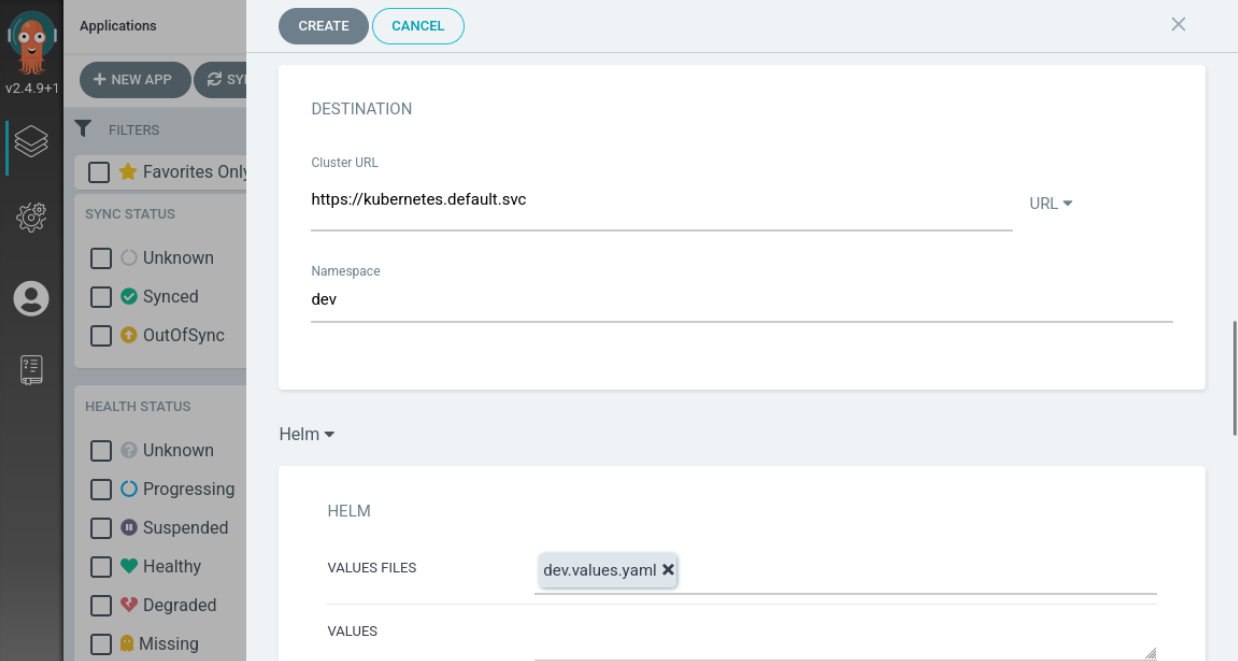 Applications
CREATE
CANCEL
v2.4.9+1
NEW APP
SY
FILTERS
Favorites Only
SYNC STATUS
Unknown
Synced
OutOfSync
HEALTH STATUS
Unknown
Progressing
Suspended
Healthy
Degraded
Missing
DESTINATION
Cluster URL
https://kubernetes.default.svc
URL
Namespace
dev
Helm
HELM
VALUES FILES
dev.values.yaml
VALUES